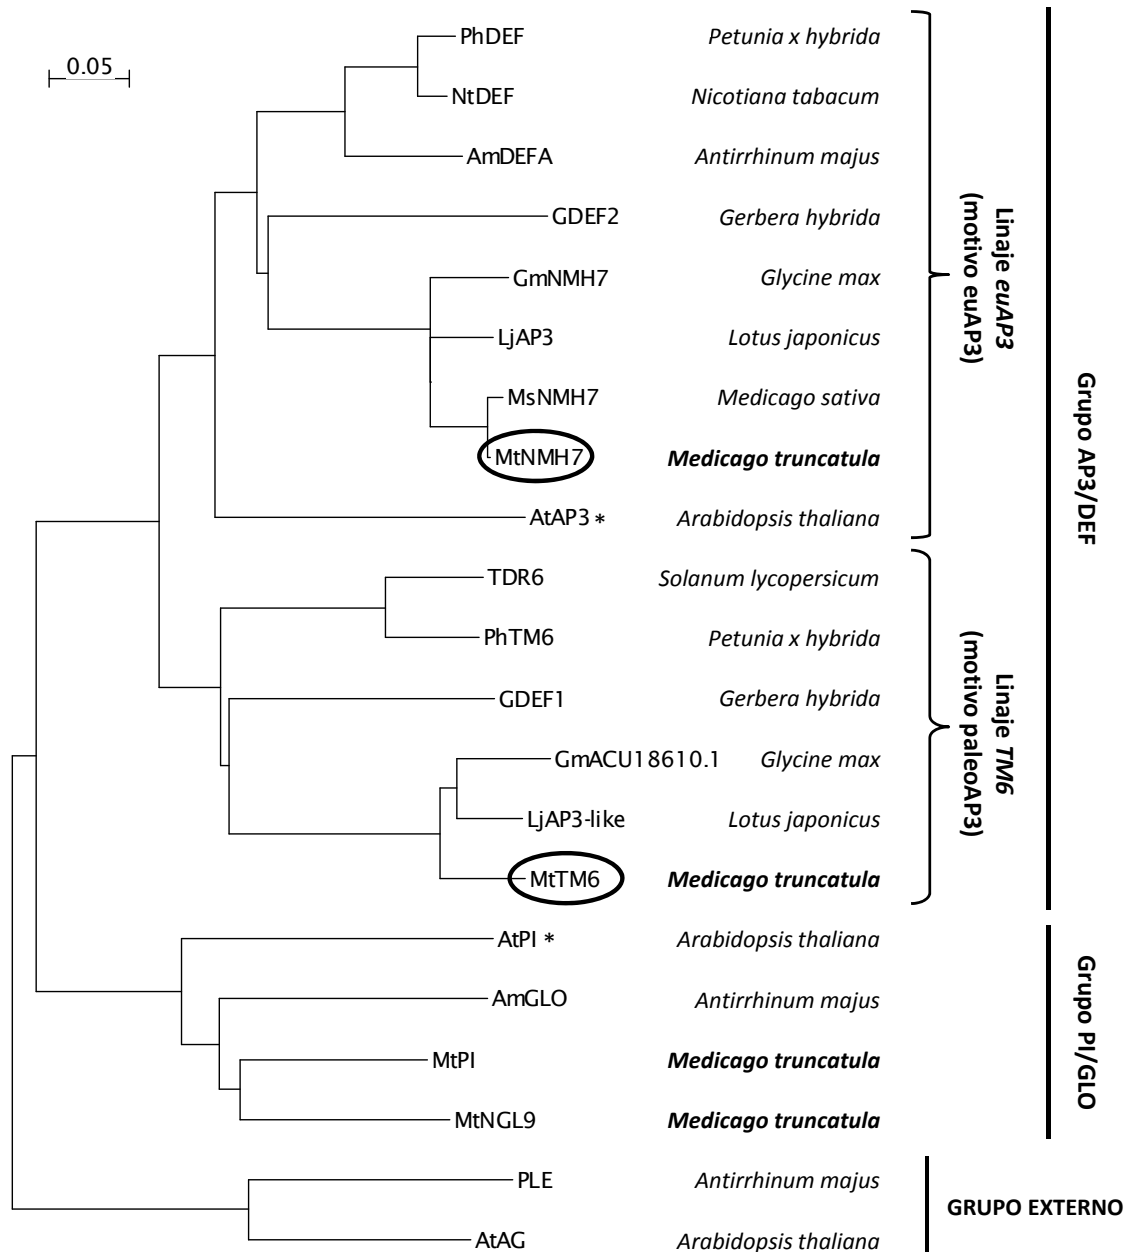 0.05
PhDEF Petunia x hybrida
NtDEF Nicotiana tabacum
AmDEFA Antirrhinum majus
GDEF2 Gerbera hybrida
GmNMH7 Glycine max
LjAP3 Lotus japonicus
MsNMH7 Medicago sativa
MtNMH7 Medicago truncatula
AtAP3 * Arabidopsis thaliana
Linaje euAP3
(motivo euAP3)
TDR6 Solanum lycopersicum
PhTM6 Petunia x hybrida
GDEF1 Gerbera hybrida
GmACU18610.1 Glycine max
LjAP3-like Lotus japonicus
MtTM6 Medicago truncatula
Linaje TM6
(motivo paleoAP3)
Grupo AP3/DEF
AtPI * Arabidopsis thaliana
AmGLO Antirrhinum majus
MtPI Medicago truncatula
MtNGL9 Medicago truncatula
Grupo PI/GLO
PLE Antirrhinum majus
AtAG Arabidopsis thaliana
GRUPO EXTERNO